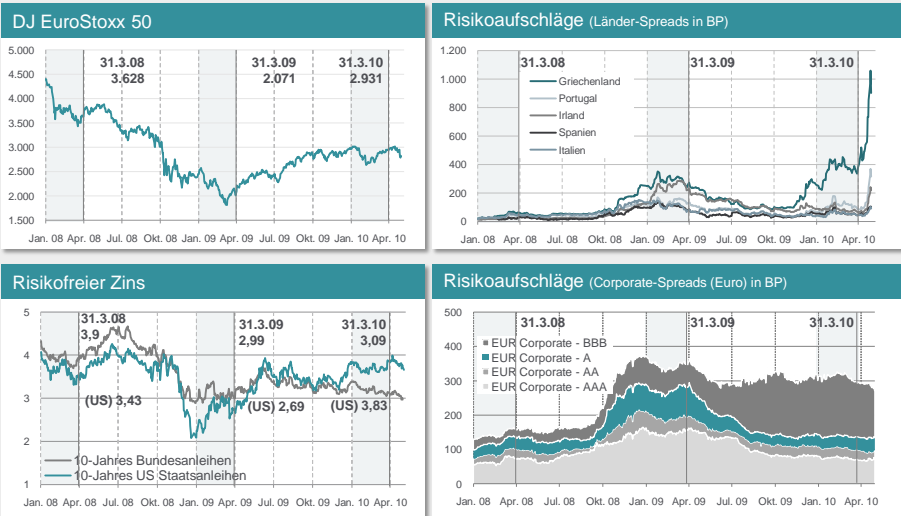 DJ EuroStoxx 50
5.000
4.500
4.000
3.500
3.000
2.500
2.000
1.500
31.3.08
3.628
31.3.09
2.071
31.3.10
2.931
Jan. 08 Apr. 08 Jul. 08 Okt. 08 Jan. 09 Apr. 09 Jul. 09 Okt. 09 Jan. 10 Apr. 10
Risikoaufschläge (Länder-Spreads in BP)
1.200
1.000
800
600
400
200
0
31.3.08
31.3.09
31.3.10
Griechenland
Portugal
Irland
Spanien
Italien
Jan. 08 Apr. 08 Jul. 08 Okt. 08 Jan. 09 Apr. 09 Jul. 09 Okt. 09 Jan. 10 Apr. 10
Risikofreier Zins
5
4
3
2
1
31.3.08
3,9
31.3.09
2,99
31.3.10
3,09
(US) 3,43
(US) 2,69
(US) 3,83
10-Jahres Bundesanleihen
10-Jahres US Staatsanleihen
Jan. 08 Apr. 08 Jul. 08 Okt. 08 Jan. 09 Apr. 09 Jul. 09 Okt. 09 Jan. 10 Apr. 10
Risikoaufschläge (Corporate-Spreads (Euro) in BP)
500
400
300
200
100
0
31.3.08
31.3.09
31.3.10
EUR Corporate - BBB
EUR Corporate - A
EUR Corporate - AA
EUR Corporate - AAA
Jan. 08 Apr. 08 Jul. 08 Okt. 08 Jan. 09 Apr. 09 Jul. 09 Okt. 09 Jan. 10 Apr. 10